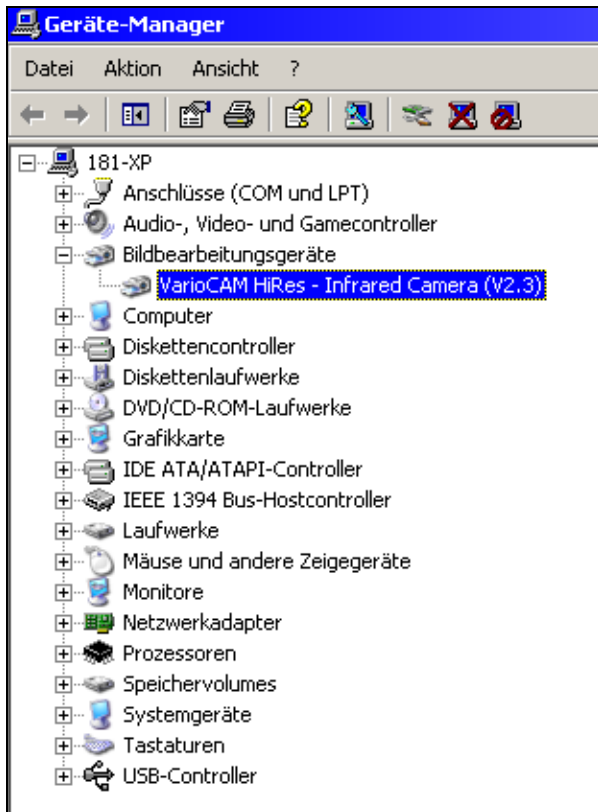 Geräte-Manager
Datei Aktion Ansicht ?
181-XP
Anschlüsse (COM und LPT)
Audio-, Video- und Gamecontroller
Bildbearbeitungsgeräte
VarioCAM HiRes - Infrared Camera (V2.3)
Computer
Diskettencontroller
Diskettenlaufwerke
DVD/CD-ROM-Laufwerke
Grafikkarte
IDE ATA/ATAPI-Controller
IEEE 1394 Bus-Hostcontroller
Laufwerke
Mäuse und andere Zeigegeräte
Monitore
Netzwerkadapter
Prozessoren
Speichervolumes
Systemgeräte
Tastaturen
USB-Controller